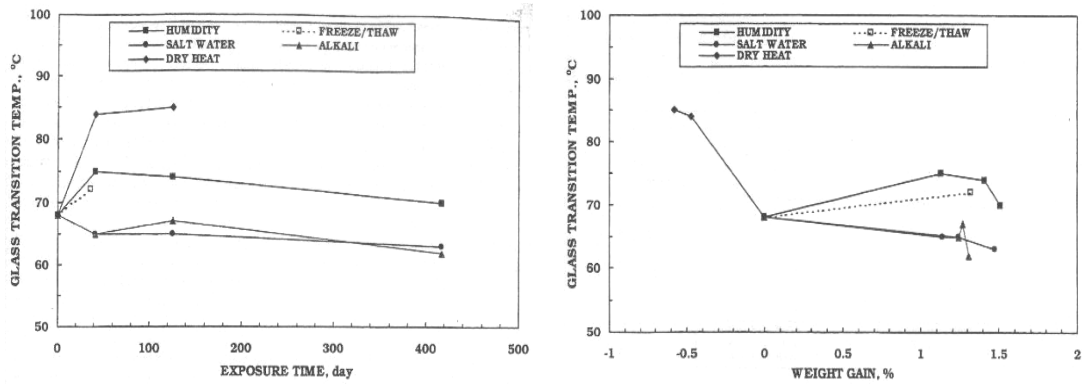 HUMIDITY FREEZE/THAW
SALT WATER ALKALI
DRY HEAT
GLASS TRANSITION TEMP., °C
100
90
80
70
60
50
0 100 200 300 400 500
EXPOSURE TIME, day
HUMIDITY FREEZE/THAW
SALT WATER ALKALI
DRY HEAT
GLASS TRANSITION TEMP., °C
100
90
80
70
60
50
-1 -0.5 0 0.5 1 1.5 2
WEIGHT GAIN, %